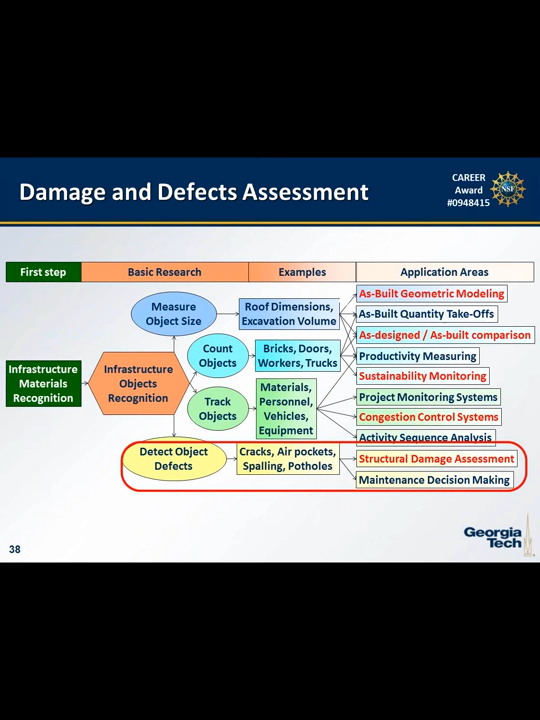 Damage and Defects Assessment
CAREER
Award
#0948415
NSF
First step
Basic Research
Examples
Application Areas
Infrastructure
Materials
Recognition
Infrastructure
Objects
Recognition
Measure
Object Size
Count
Objects
Track
Objects
Detect Object
Defects
Roof Dimensions,
Excavation Volume
Bricks, Doors,
Workers, Trucks
Materials,
Personnel,
Vehicles,
Equipment
Cracks, Air pockets,
Spalling, Potholes
As-Built Geometric Modeling
As-Built Quantity Take-Offs
As-designed / As-built comparison
Productivity Measuring
Sustainability Monitoring
Project Monitoring Systems
Congestion Control Systems
Activity Sequence Analysis
Structural Damage Assessment
Maintenance Decision Making
38
Georgia
Tech